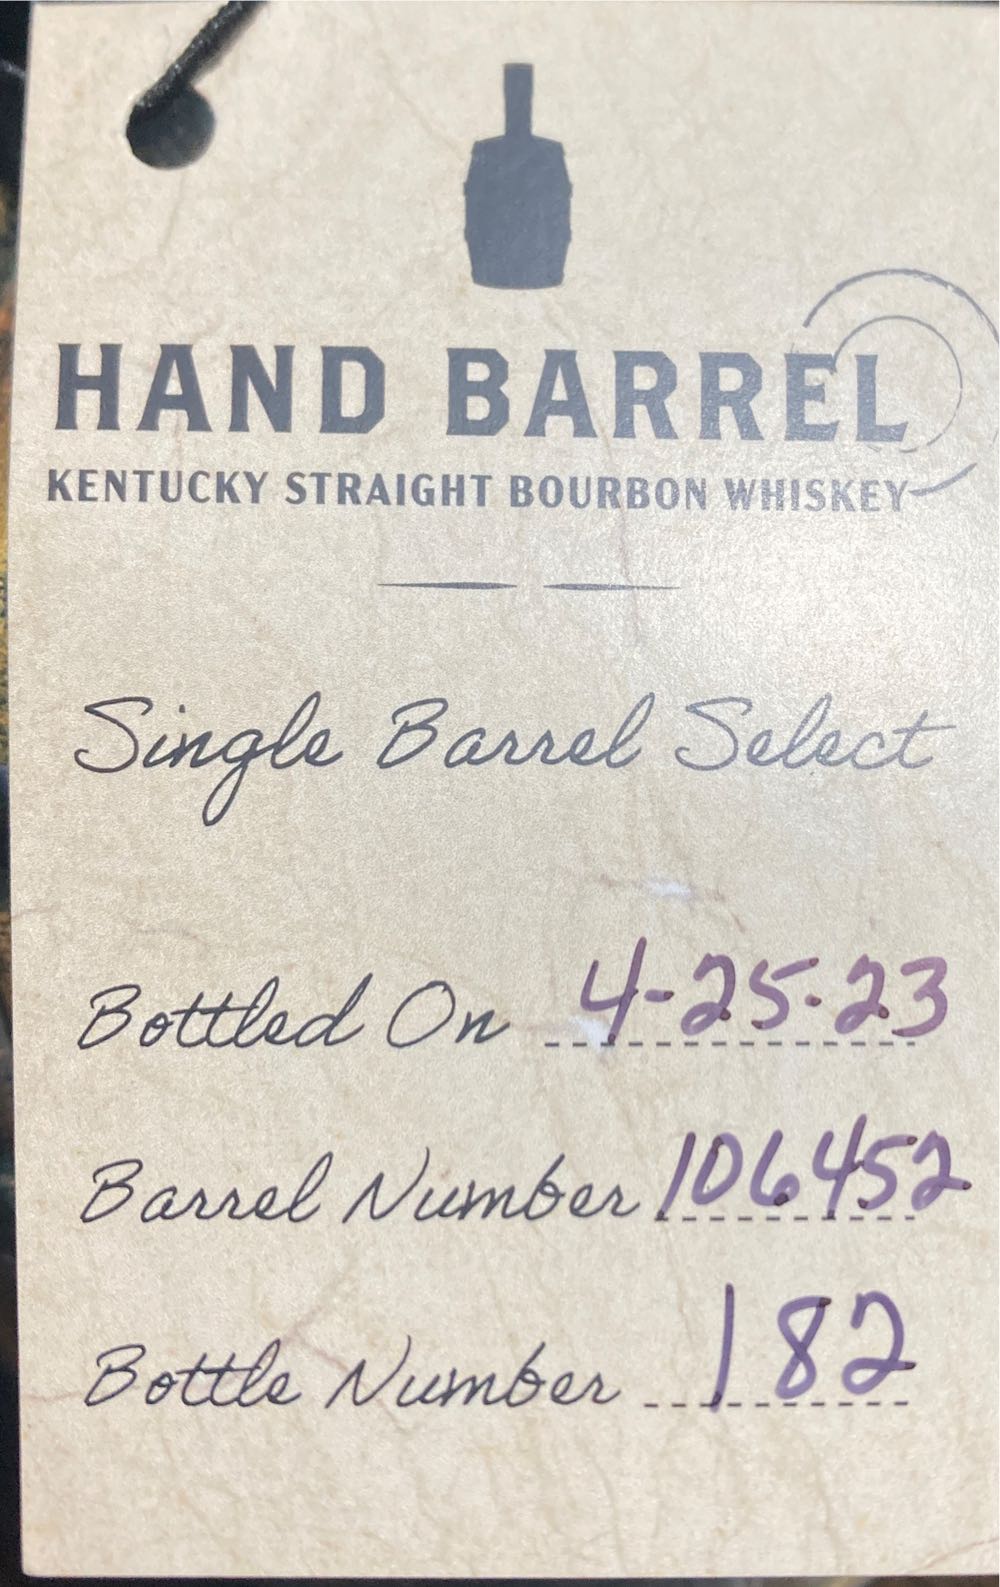 HAND BARREL
KENTUCKY STRAIGHT BOURBON WHISKEY
Single Barrel Select
Bottled On 4-25-23
Barrel Number 106452
Bottle Number 182